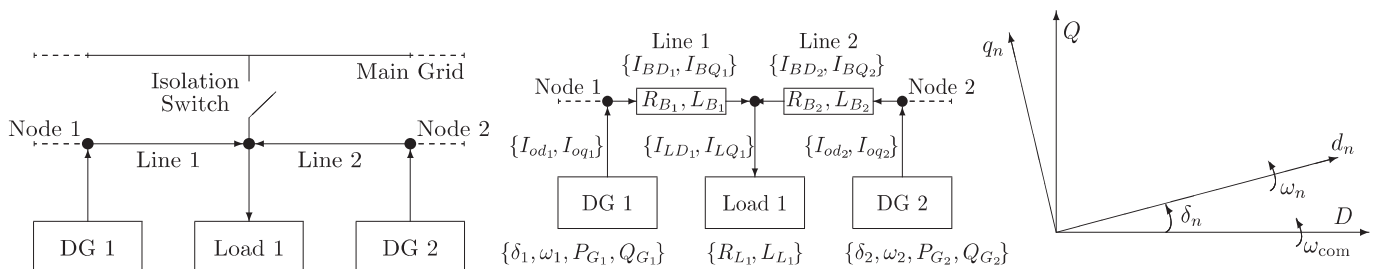 Main Grid
Isolation
Switch
Node 1
Node 2
Line 1
Line 2
DG 1
Load 1
DG 2
Line 1
Line 2
{I_{BD_1}, I_{BQ_1}}
{I_{BD_2}, I_{BQ_2}}
Node 1
Node 2
R_{B_1}, L_{B_1}
R_{B_2}, L_{B_2}
{I_{od_1}, I_{oq_1}}
{I_{LD_1}, I_{LQ_1}}
{I_{od_2}, I_{oq_2}}
DG 1
Load 1
DG 2
{δ_1, ω_1, P_{G_1}, Q_{G_1}}
{R_{L_1}, L_{L_1}}
{δ_2, ω_2, P_{G_2}, Q_{G_2}}
Q
q_n
d_n
ω_n
δ_n
D
ω_{com}